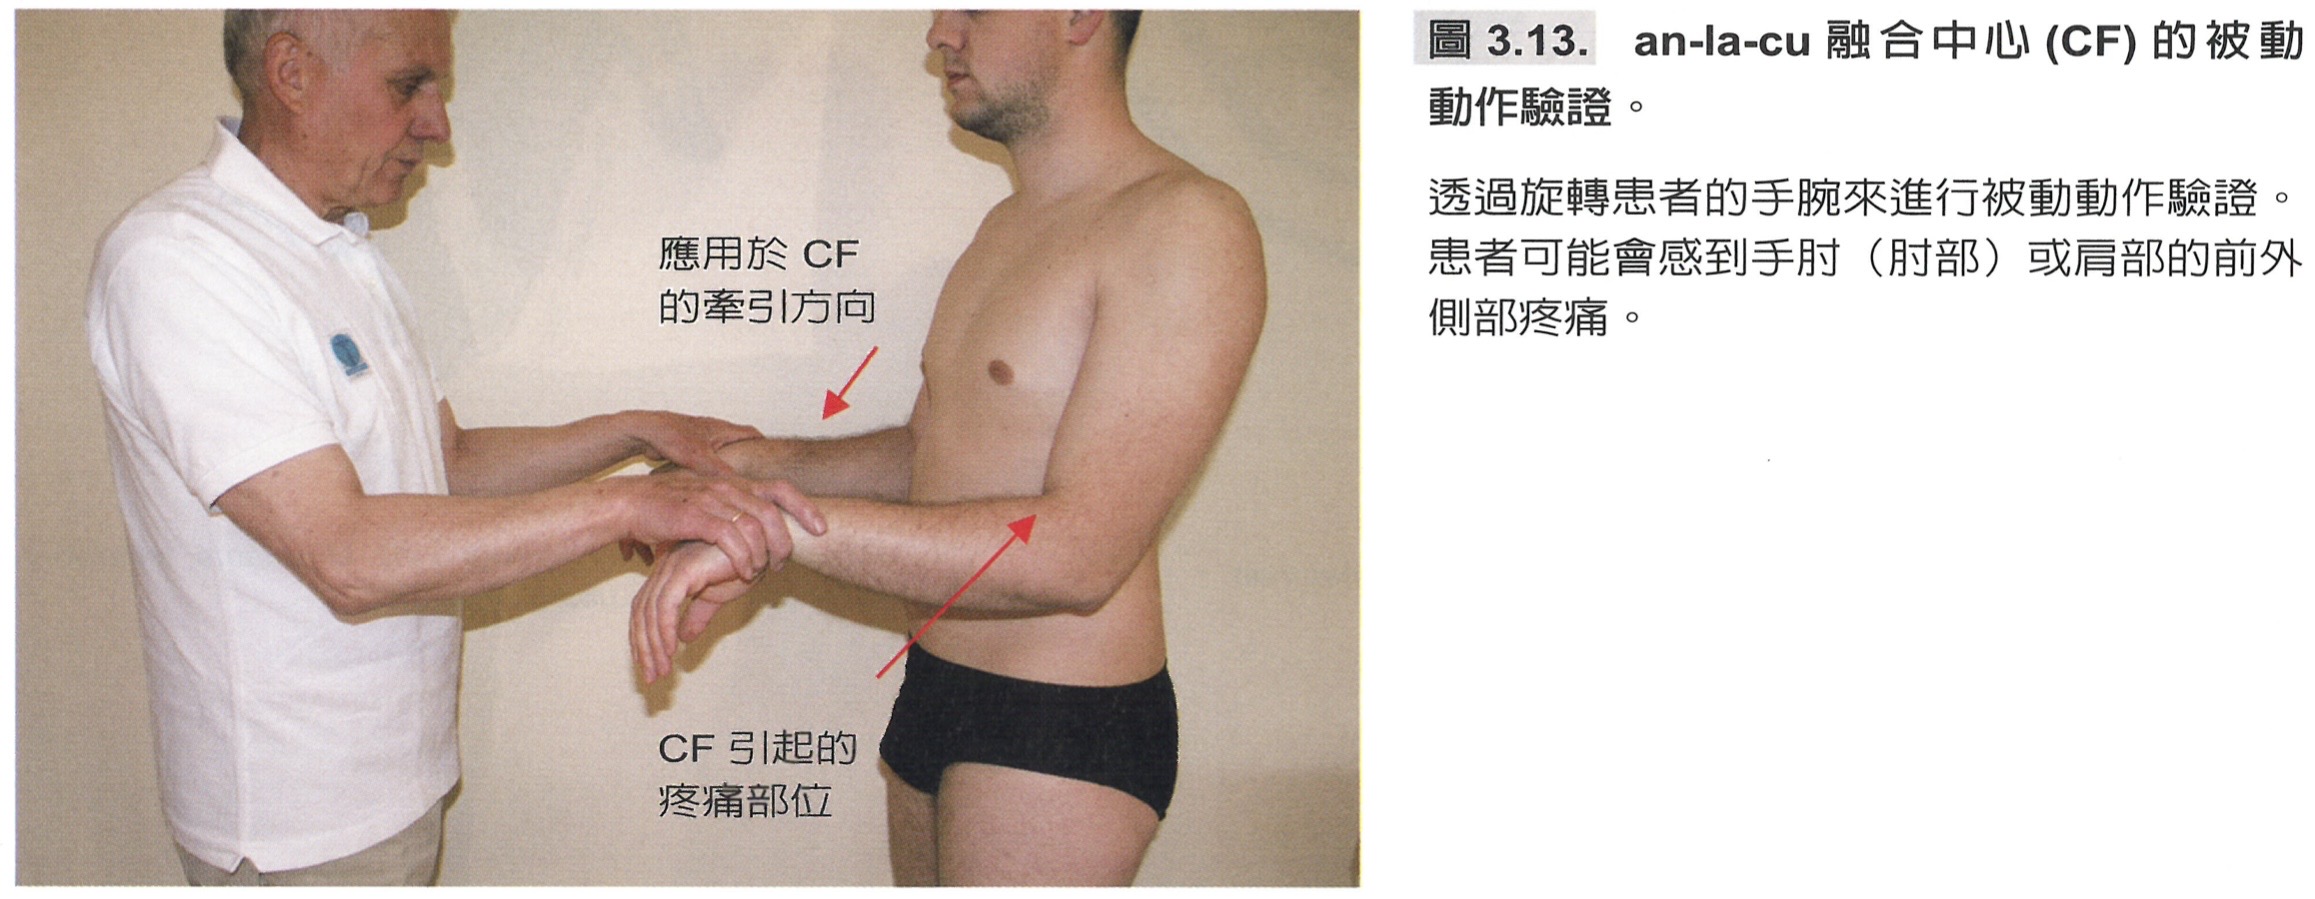 應用於 CF
的牽引方向
CF 引起的
疼痛部位
圖 3.13. an-la-cu 融合中心 (CF) 的被動
動作驗證。
透過旋轉患者的手腕來進行被動動作驗證。
患者可能會感到手肘（肘部）或肩部的前外
側部疼痛。